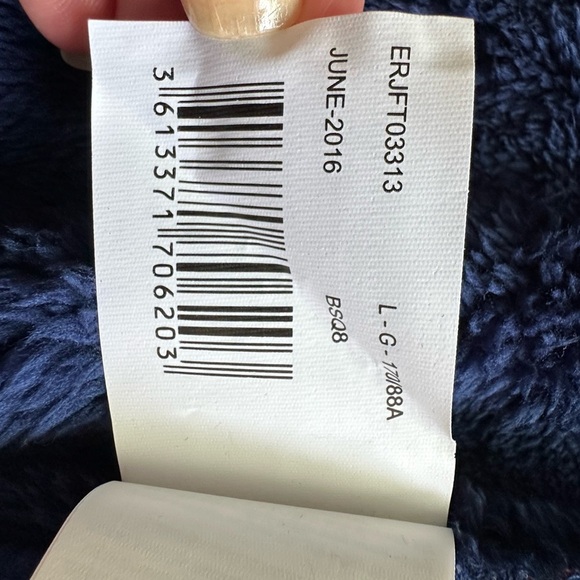 ERJFT03313 L - G - 170/88A
JUNE-2016 BSQ8
3 613371 706203